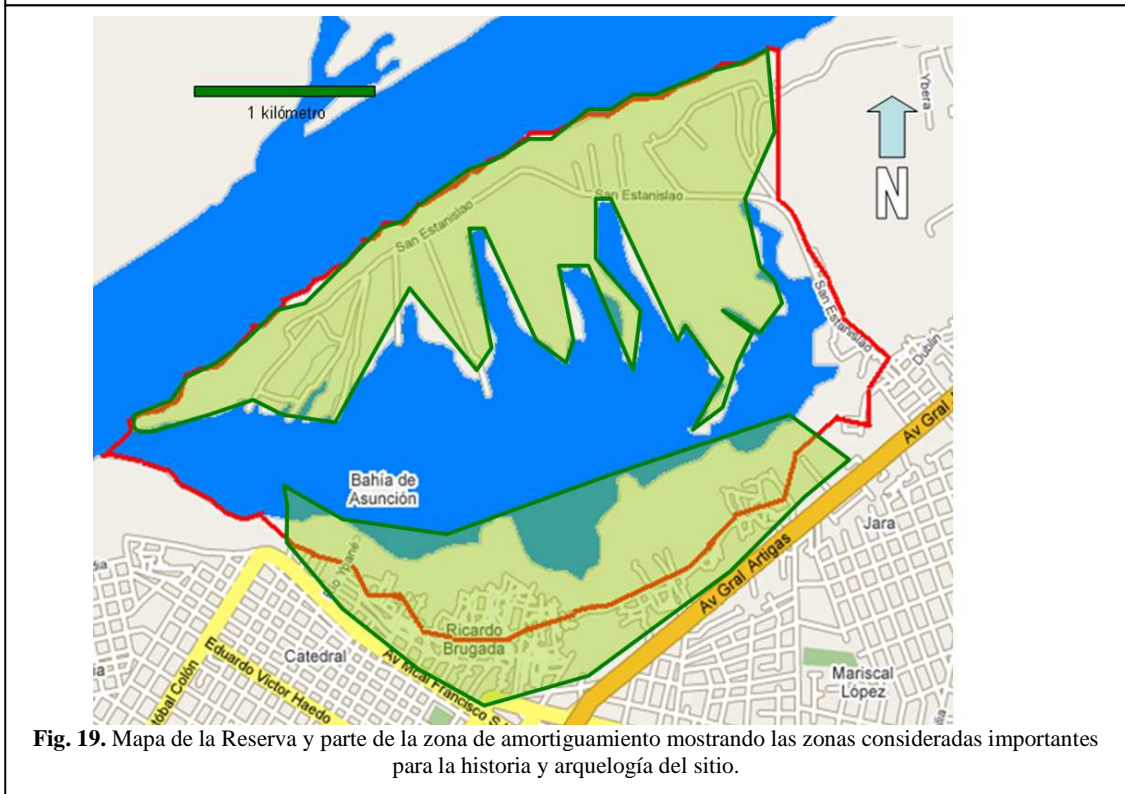 1 kilómetro
Ybera
N
San Estanislao
San Estanislao
San Estanislao
Dublin
Av Gral
Bahía de
Asunción
Jara
Av Gral Artigas
Ricardo
Brugada
Catedral
Av Mcal Francisco S
Mariscal
López
Eduardo Victor Haedo
tóbal Colón
Fig. 19. Mapa de la Reserva y parte de la zona de amortiguamiento mostrando las zonas consideradas importantes
para la historia y arquelogía del sitio.